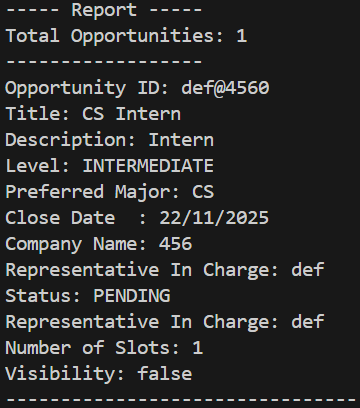 ----- Report -----
Total Opportunities: 1
------------------
Opportunity ID: def@4560
Title: CS Intern
Description: Intern
Level: INTERMEDIATE
Preferred Major: CS
Close Date  : 22/11/2025
Company Name: 456
Representative In Charge: def
Status: PENDING
Representative In Charge: def
Number of Slots: 1
Visibility: false
--------------------------------